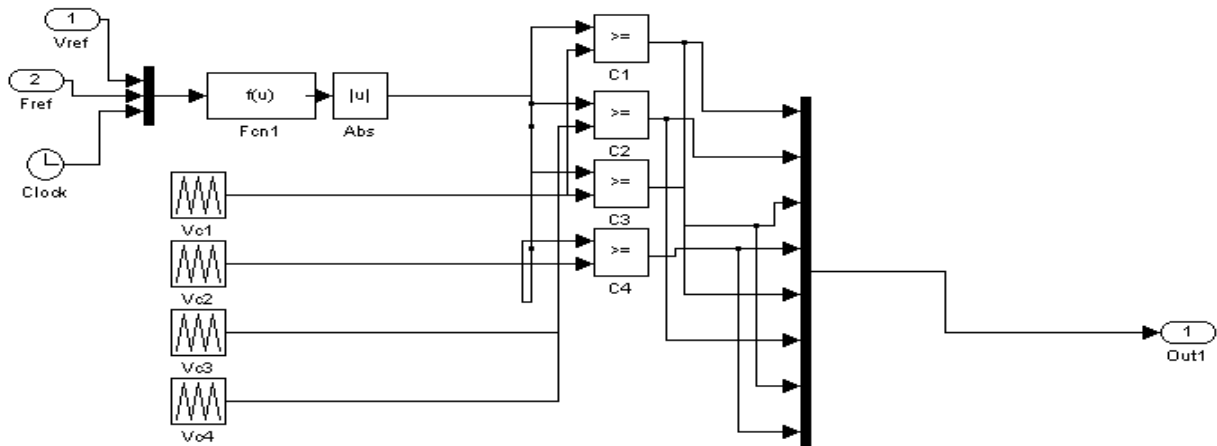 1
Vref
2
Fref
Clock
f(u)
Fcn1
|u|
Abs
Vc1
Vc2
Vc3
Vc4
>=
C1
>=
C2
>=
C3
>=
C4
1
Out1